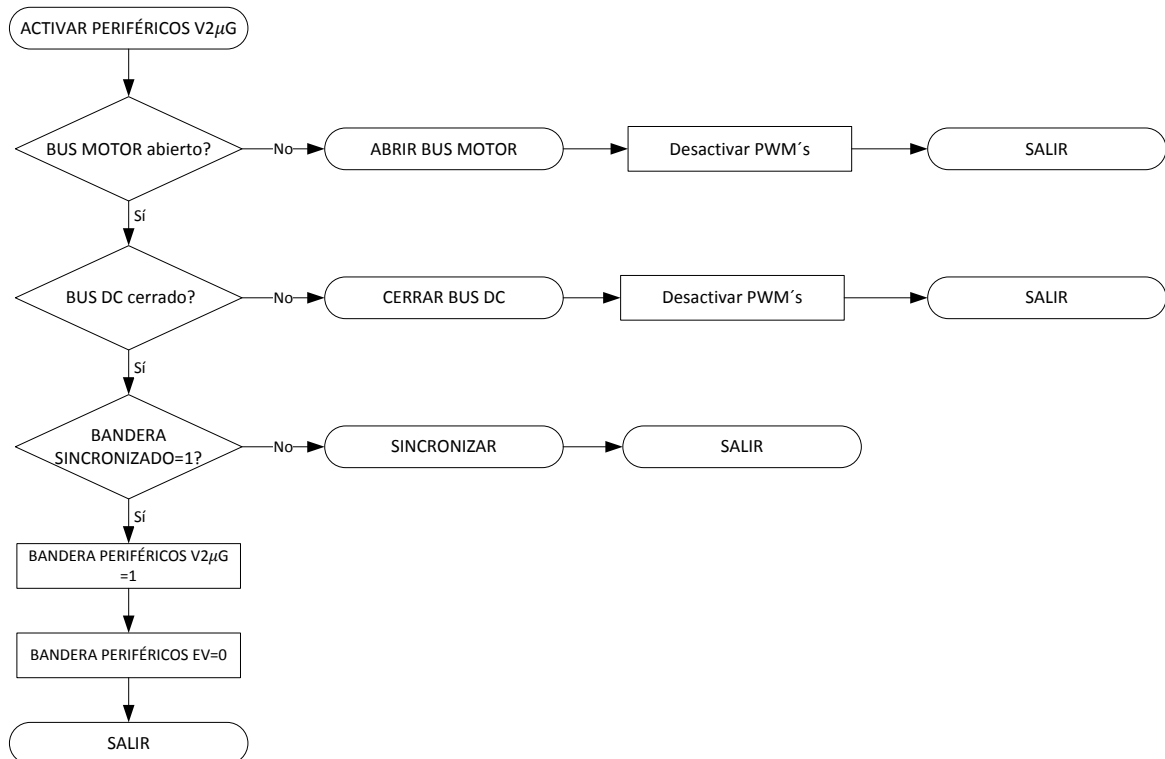 ACTIVAR PERIFÉRICOS V2μG
BUS MOTOR abierto?
No
ABRIR BUS MOTOR
Desactivar PWM´s
SALIR
Sí
BUS DC cerrado?
No
CERRAR BUS DC
Desactivar PWM´s
SALIR
Sí
BANDERA
SINCRONIZADO=1?
No
SINCRONIZAR
SALIR
Sí
BANDERA PERIFÉRICOS V2μG
=1
BANDERA PERIFÉRICOS EV=0
SALIR